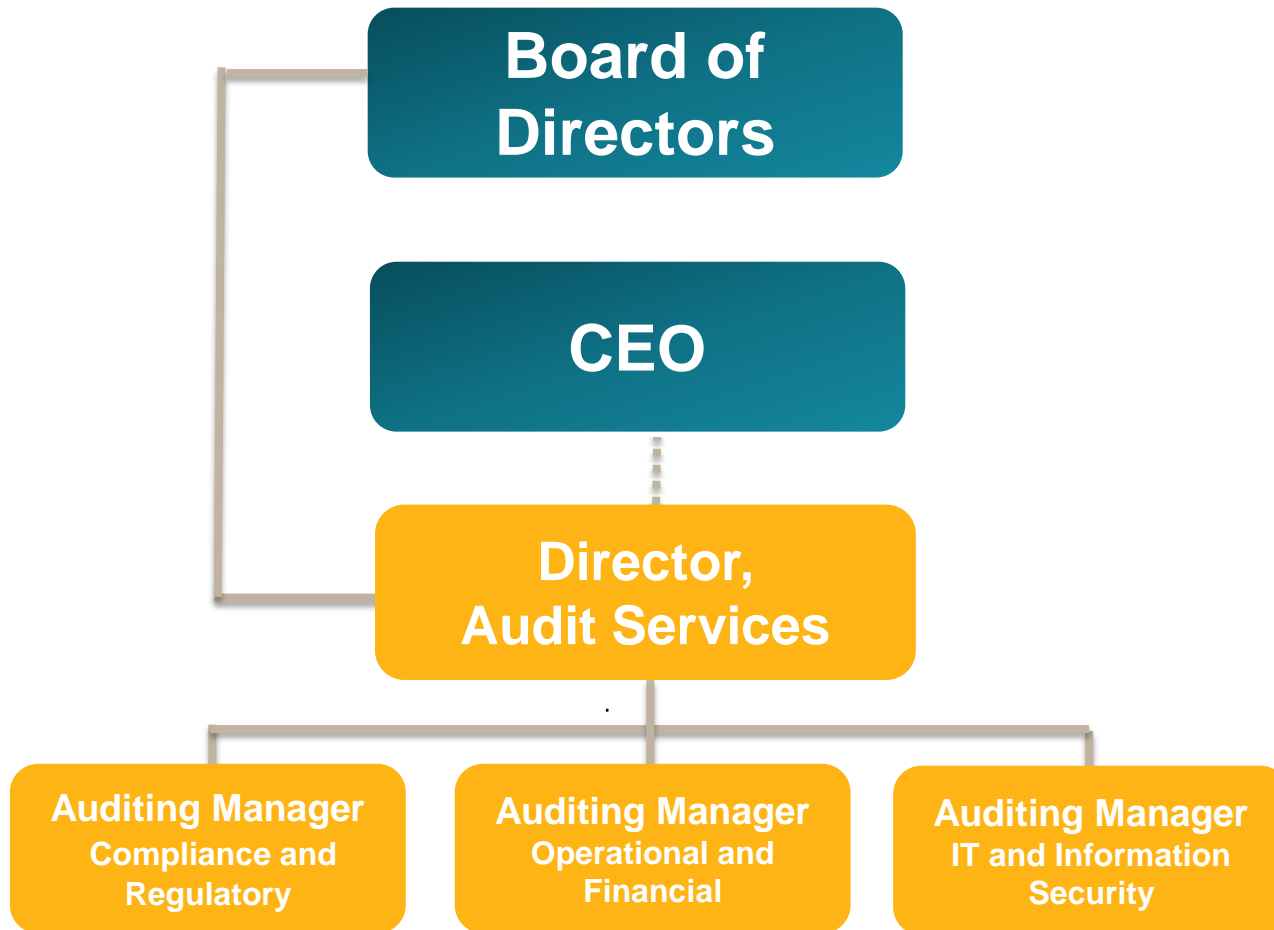 Board of
Directors
CEO
Director,
Audit Services
.
Auditing Manager
Compliance and
Regulatory
Auditing Manager
Operational and
Financial
Auditing Manager
IT and Information
Security